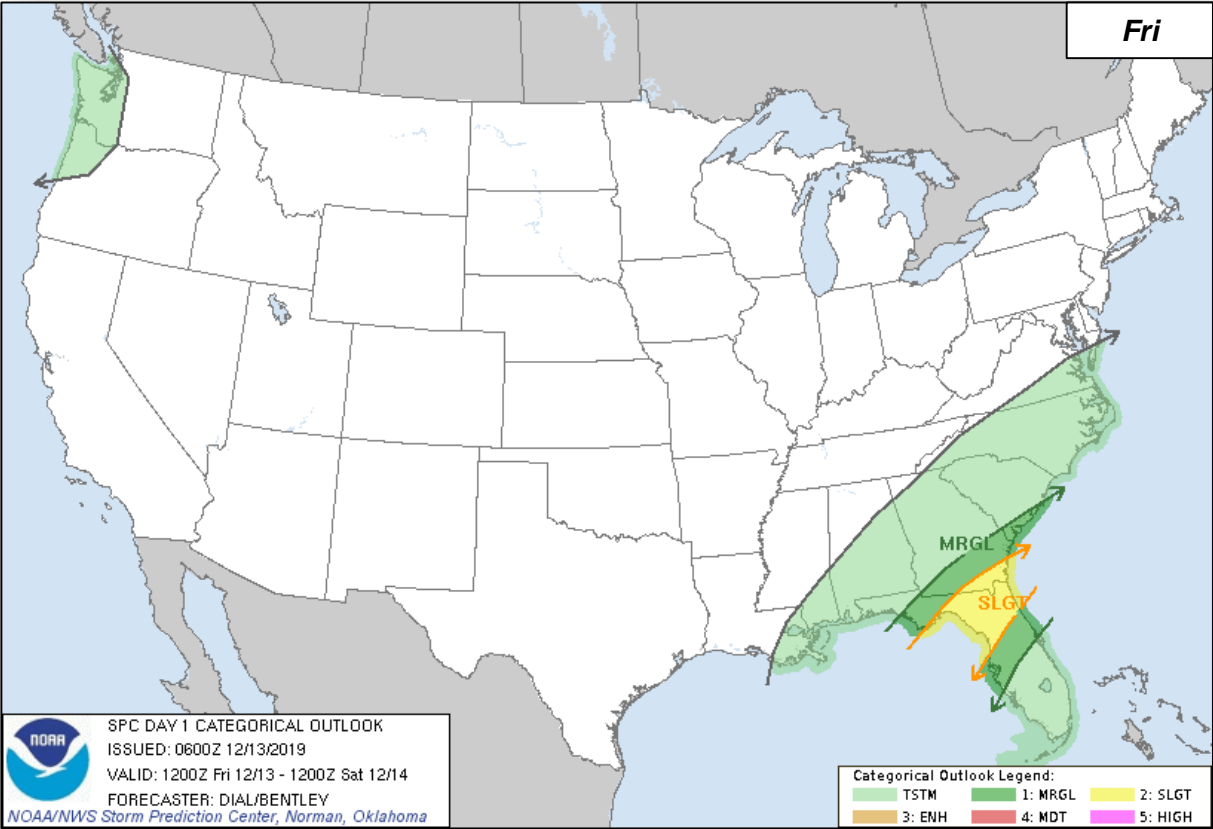 Fri
MRGL
SLGT
NOAA
SPC DAY 1 CATEGORICAL OUTLOOK
ISSUED: 0600Z 12/13/2019
VALID: 1200Z Fri 12/13 - 1200Z Sat 12/14
FORECASTER: DIAL/BENTLEY
NOAA/NWS Storm Prediction Center, Norman, Oklahoma
Categorical Outlook Legend:
TSTM 1: MRGL 2: SLGT
3: ENH 4: MDT 5: HIGH